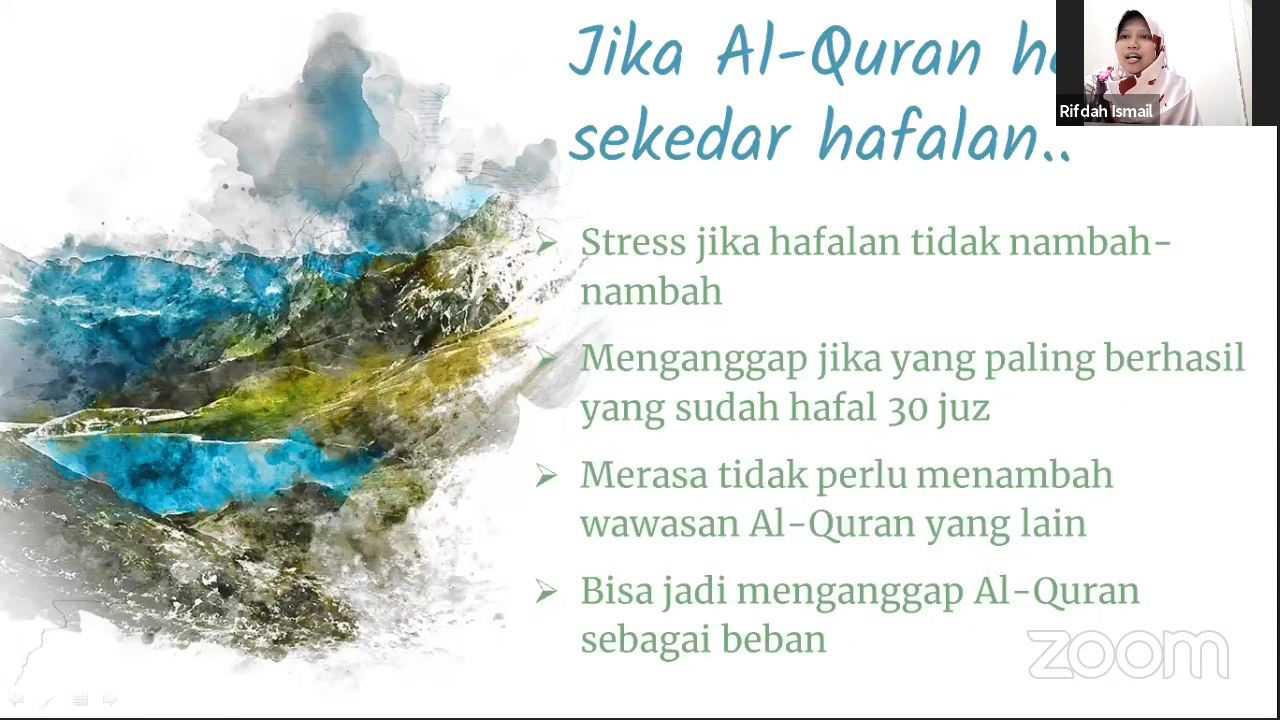 Jika Al-Quran
sekedar hafalan..
Rifdah Ismail
Stress jika hafalan tidak nambah-
nambah
Menganggap jika yang paling berhasil
yang sudah hafal 30 juz
Merasa tidak perlu menambah
wawasan Al-Quran yang lain
Bisa jadi menganggap Al-Quran
sebagai beban
zoom